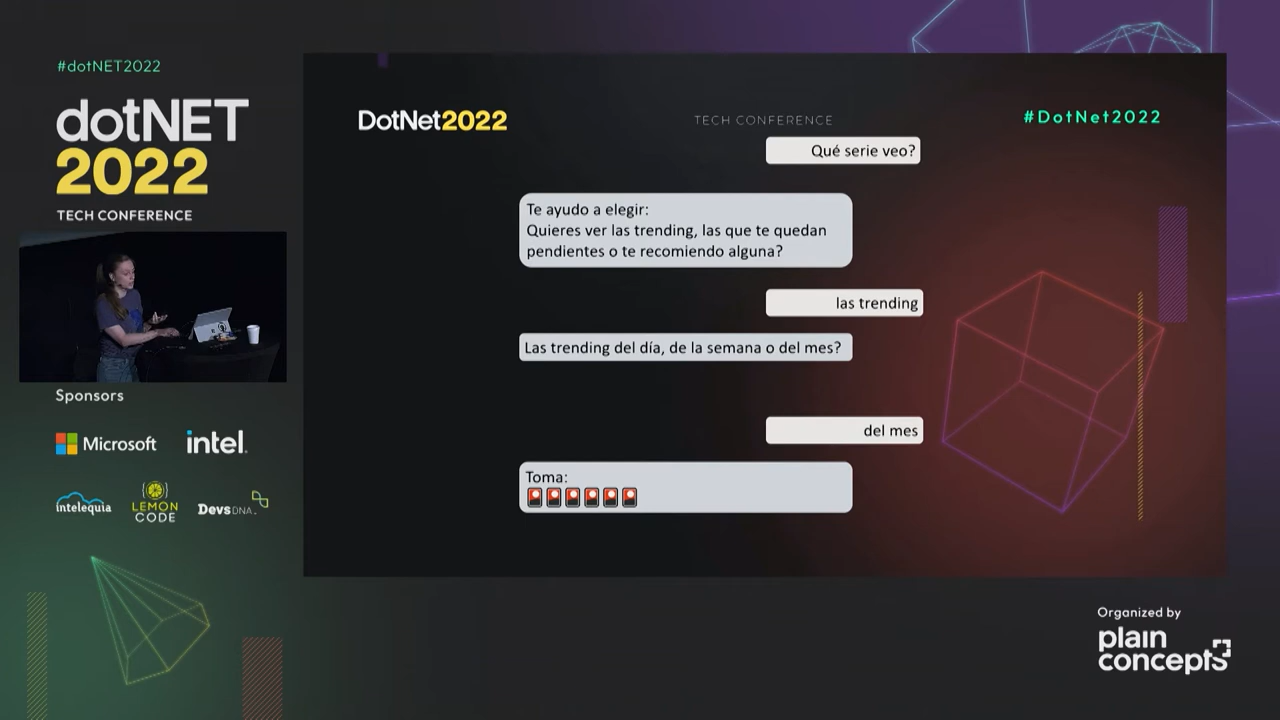 #dotNET2022
dotNET
2022
TECH CONFERENCE
Sponsors
Microsoft
intel.
intelequia
LEMON
CODE
DevsDNA
DotNet2022
TECH CONFERENCE
#DotNet2022
Qué serie veo?
Te ayudo a elegir:
Quieres ver las trending, las que te quedan
pendientes o te recomiendo alguna?
las trending
Las trending del día, de la semana o del mes?
del mes
Toma:
🎴🎴🎴🎴🎴🎴
Organized by
plain
concepts